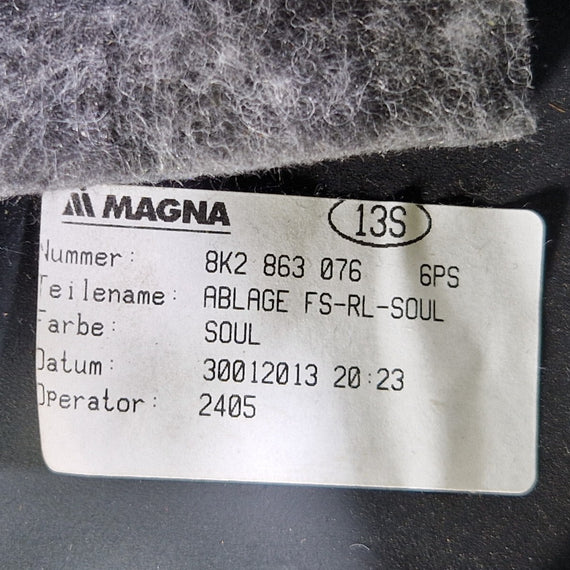 MAGNA 13S
Nummer: 8K2 863 076 6PS
Teilename: ABLAGE FS-RL-SOUL
Farbe: SOUL
Datum: 30012013 20:23
Operator: 2405